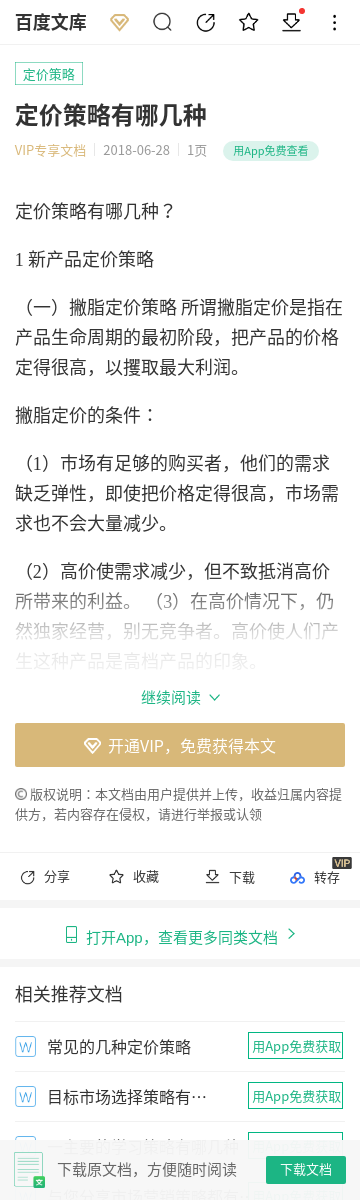 百度文库
定价策略
定价策略有哪几种
VIP专享文档 2018-06-28 1页 用App免费查看
定价策略有哪几种？
1 新产品定价策略
（一）撇脂定价策略 所谓撇脂定价是指在
产品生命周期的最初阶段，把产品的价格
定得很高，以攫取最大利润。
撇脂定价的条件：
（1）市场有足够的购买者，他们的需求
缺乏弹性，即使把价格定得很高，市场需
求也不会大量减少。
（2）高价使需求减少，但不致抵消高价
所带来的利益。 （3）在高价情况下，仍
然独家经营，别无竞争者。高价使人们产
生这种产品是高档产品的印象。
继续阅读
开通VIP，免费获得本文
©版权说明：本文档由用户提供并上传，收益归属内容提
供方，若内容存在侵权，请进行举报或认领
VIP
分享 收藏 下载 转存
打开App，查看更多同类文档
相关推荐文档
W 常见的几种定价策略 用App免费获取
W 目标市场选择策略有… 用App免费获取
下载原文档，方便随时阅读 下载文档